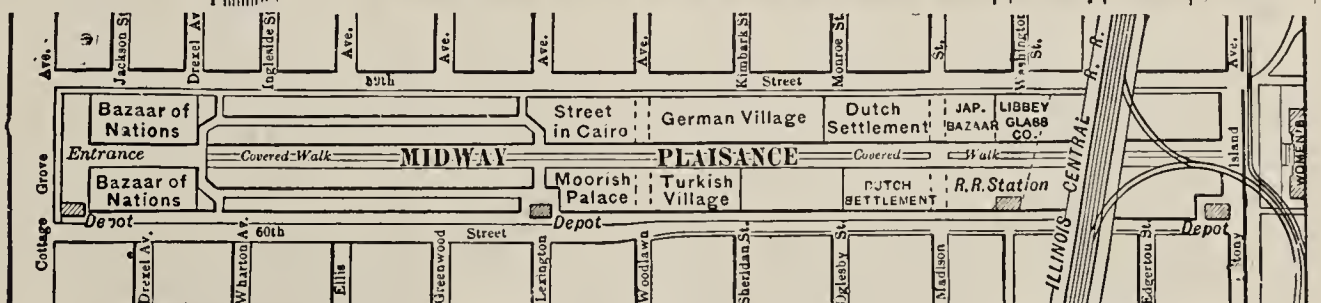 Ave.
Jackson St
Drexel Av
Ingleside St
Ave.
Ave.
Ave.
Ave.
Kimbark St
Monroe St.
St.
Washington
St.
R. R.
Ave.
59th
Street
Bazaar of
Nations
Street
in Cairo
German Village
Dutch
Settlement
JAP.
BAZAAR
LIBBEY
GLASS
CO.
Entrance
Covered Walk
MIDWAY
PLAISANCE
Covered
Walk
CENTRAL
Island
WOMEN'S
Grove
Bazaar of
Nations
Moorish
Palace
Turkish
Village
DUTCH
SETTLEMENT
R.R. Station
Depot
Depot
Depot
Cottage
60th
Street
ILLINOIS
Drexel Av.
Wharton Av.
Ellis
Greenwood
Lexington
Woodlawn
Sheridan St.
Oglesby St.
Madison
Edgerton St.
Stony